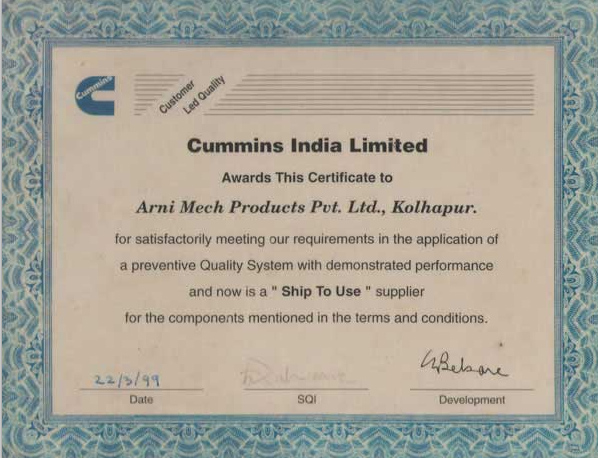 Cummins
Customer
Led Quality
Cummins India Limited
Awards This Certificate to
Arni Mech Products Pvt. Ltd., Kolhapur.
for satisfactorily meeting our requirements in the application of
a preventive Quality System with demonstrated performance
and now is a " Ship To Use " supplier
for the components mentioned in the terms and conditions.
22/3/99
Date
SQI
Development